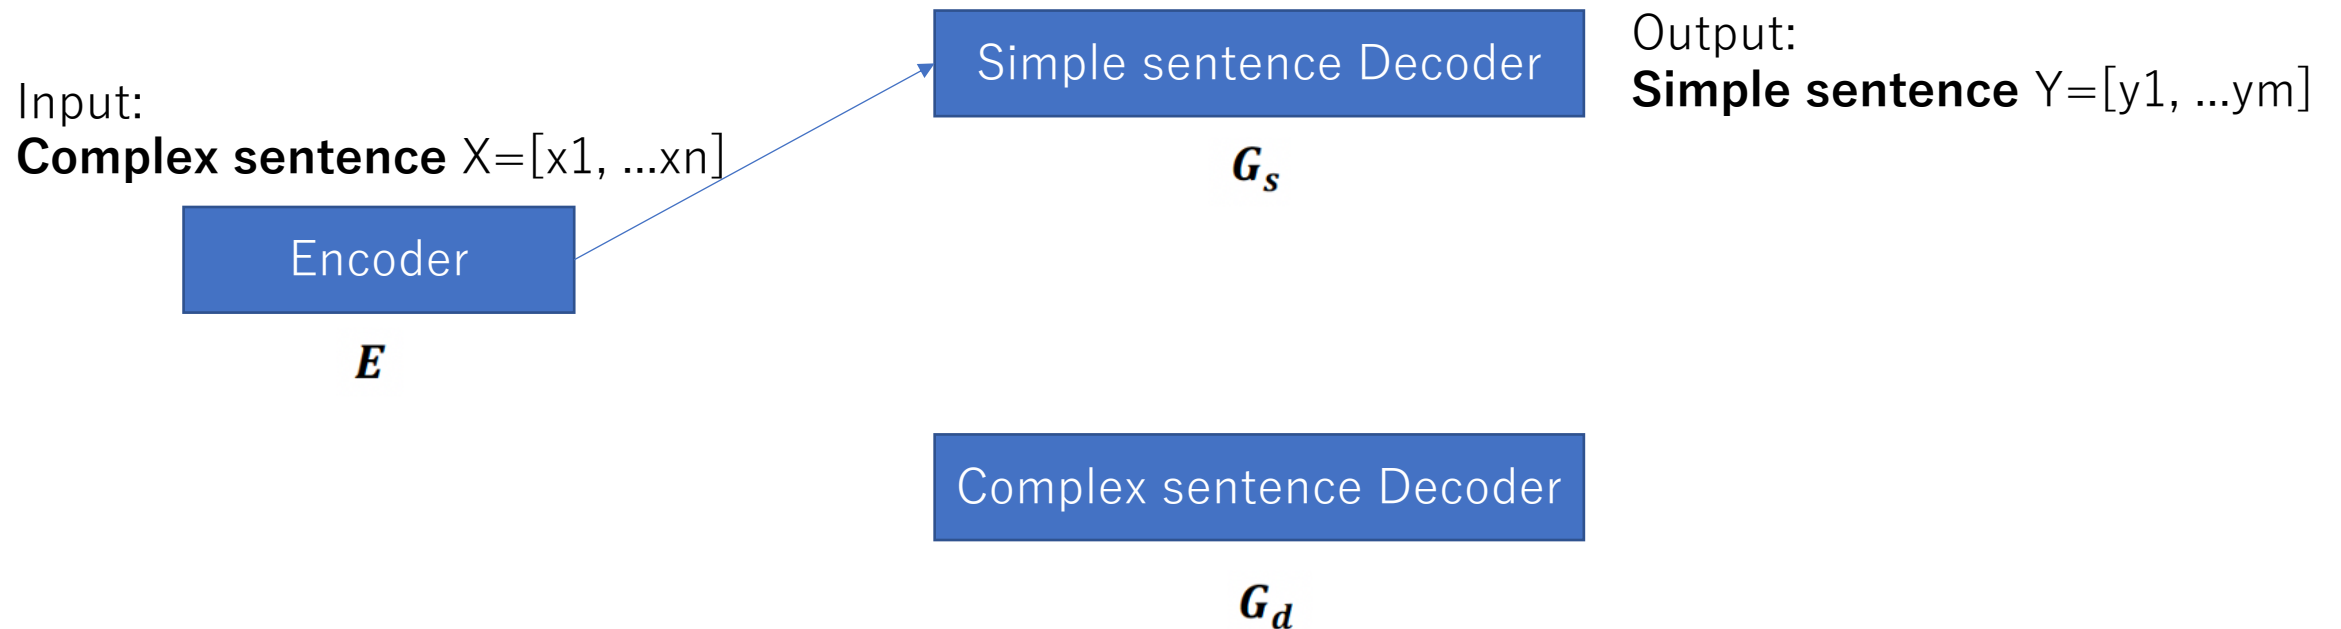 Input:
Complex sentence X=[x1, ...xn]
Encoder
E
Simple sentence Decoder
G_s
Output:
Simple sentence Y=[y1, ...ym]
Complex sentence Decoder
G_d